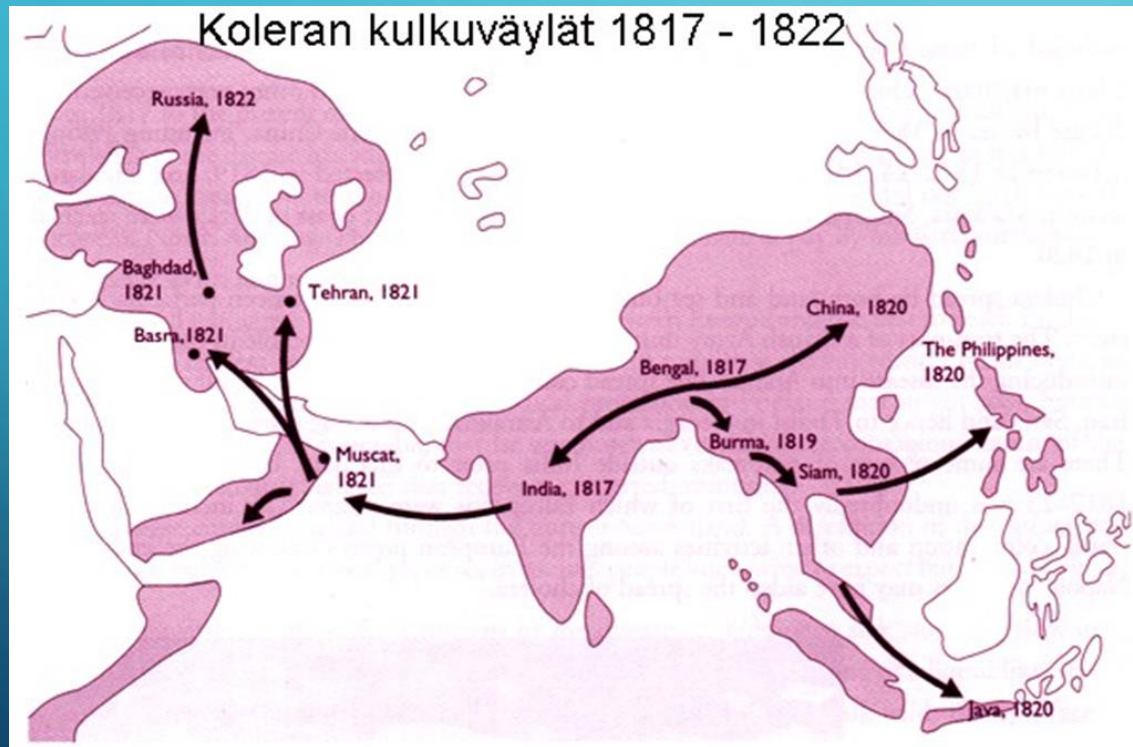 Koleran kulkuväylät 1817 - 1822
Russia, 1822
Baghdad,
1821
Tehran, 1821
Basra,1821
China, 1820
The Philippines,
1820
Bengal, 1817
Burma, 1819
Muscat,
1821
India, 1817
Siam, 1820
Java, 1820